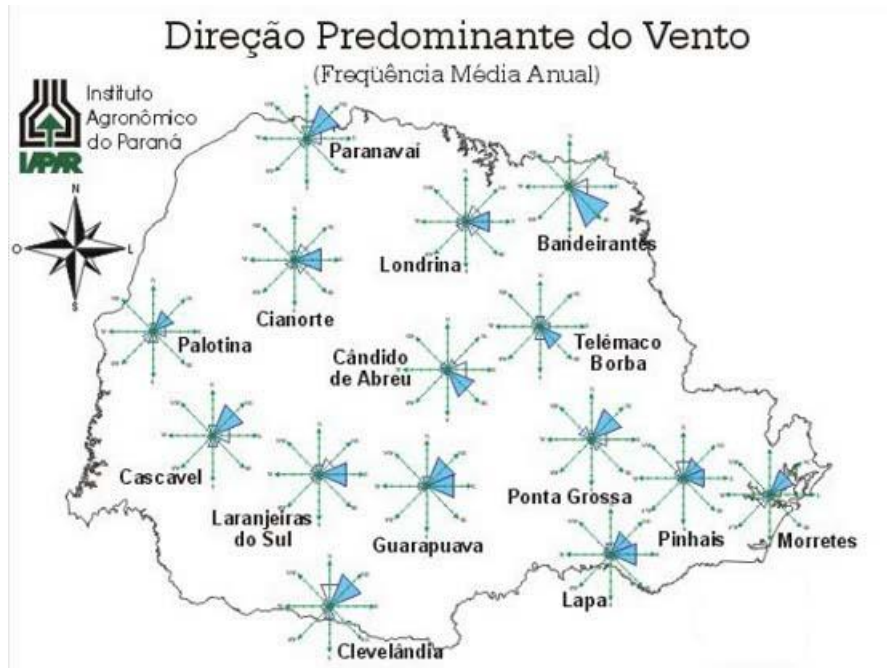 Direção Predominante do Vento
(Freqüência Média Anual)
Instituto
Agronômico
do Paraná
IAPAR
N
O
L
S
Paranavaí
Londrina
Bandeirantes
Cianorte
Palotina
Cândido
de Abreu
Telêmaco
Borba
Cascavel
Laranjeiras
do Sul
Guarapuava
Ponta Grossa
Pinhais
Morretes
Lapa
Clevelândia